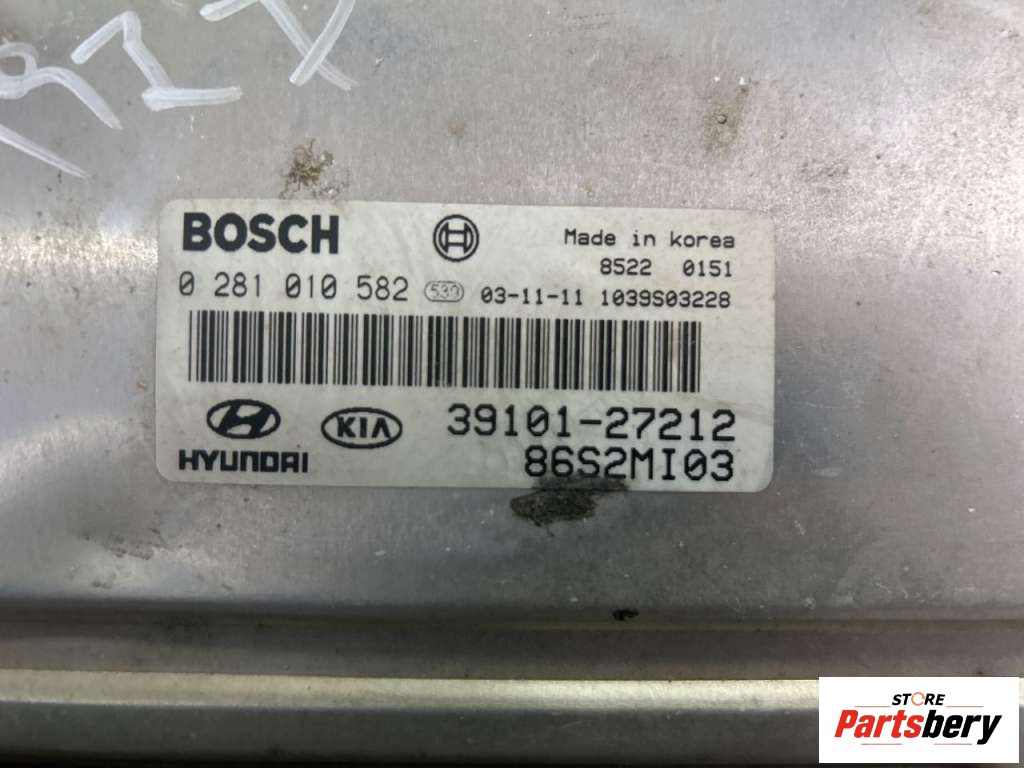 BOSCH
Made in korea
8522 0151
0 281 010 582 539 03-11-11 1039S03228
KIA
39101-27212
HYUNDAI
86S2MI03
STORE
Partsbery